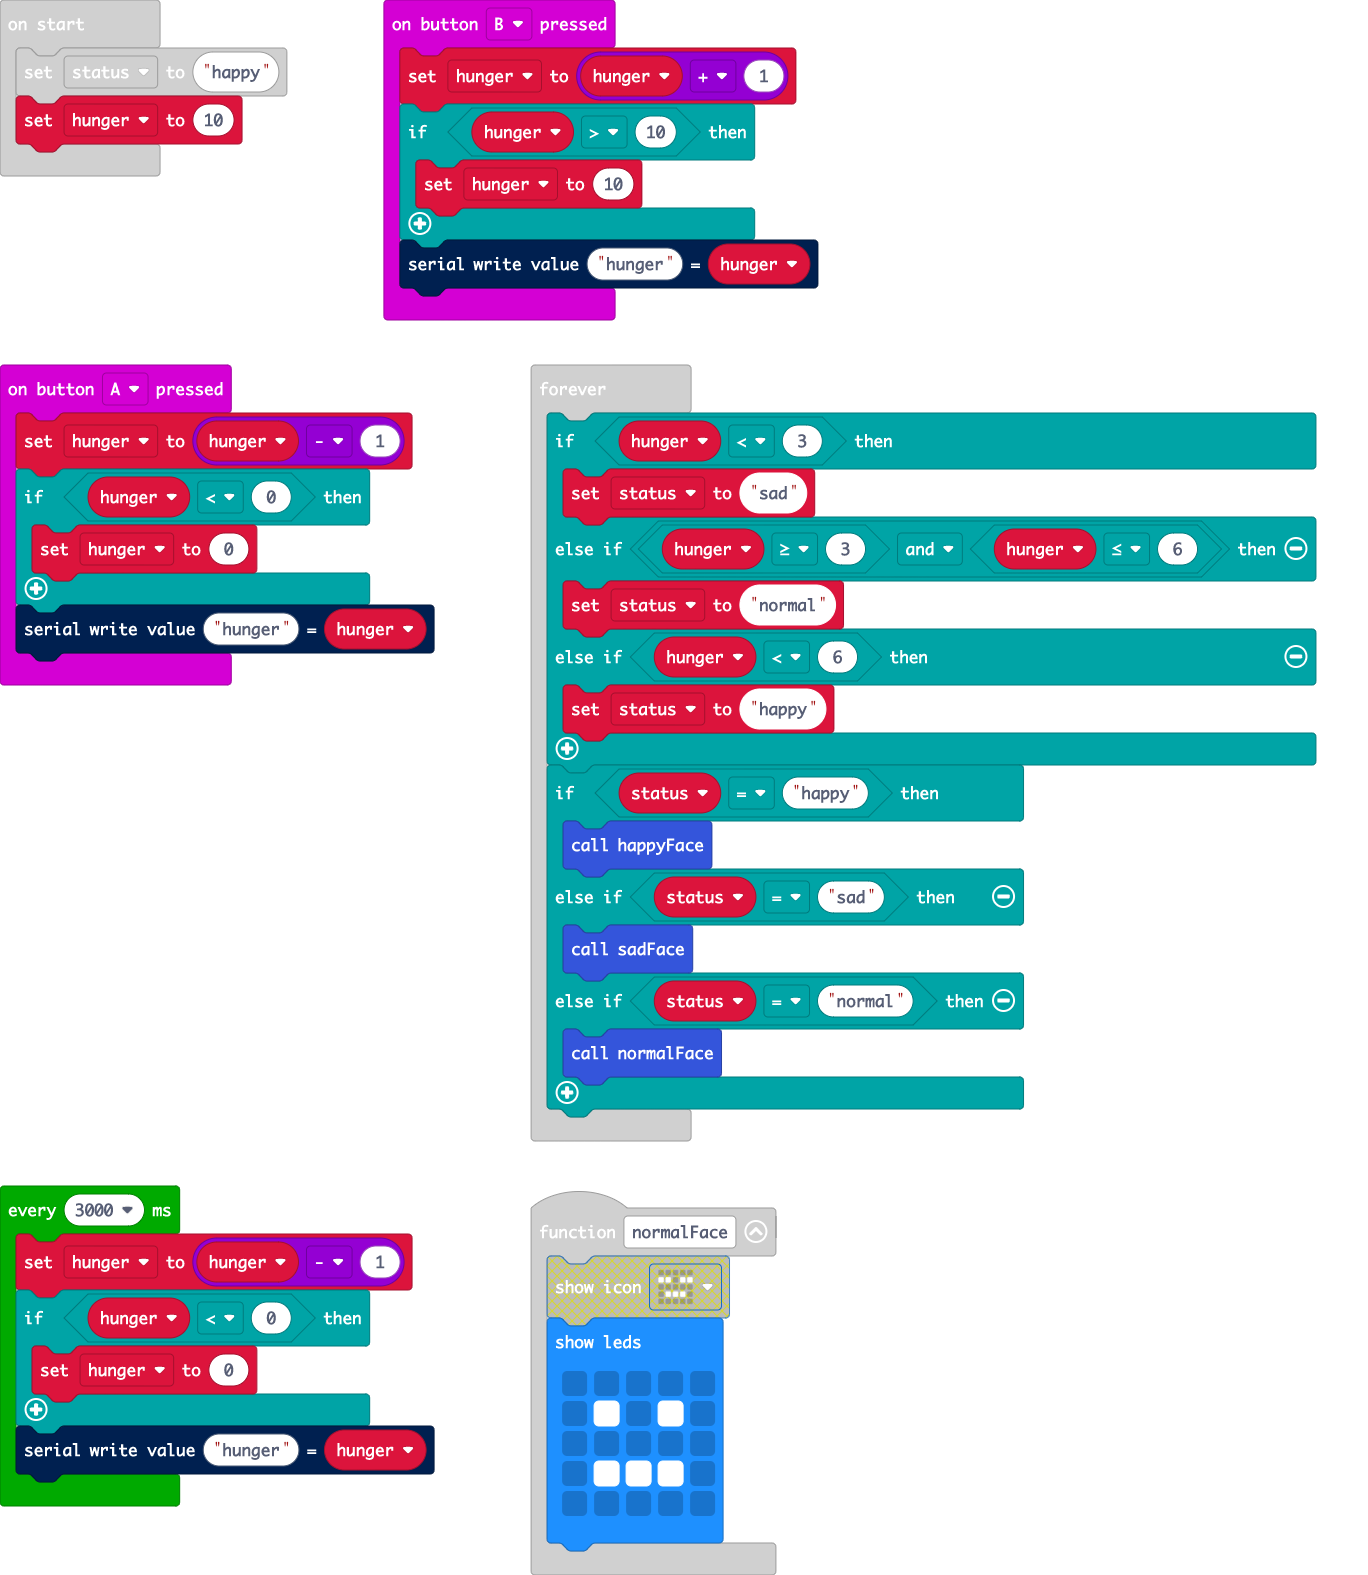 on start
set status to "happy"
set hunger to 10
on button B pressed
set hunger to hunger + 1
if hunger > 10 then
set hunger to 10
serial write value "hunger" = hunger
on button A pressed
set hunger to hunger - 1
if hunger < 0 then
set hunger to 0
serial write value "hunger" = hunger
forever
if hunger < 3 then
set status to "sad"
else if hunger ≥ 3 and hunger ≤ 6 then
set status to "normal"
else if hunger < 6 then
set status to "happy"
if status = "happy" then
call happyFace
else if status = "sad" then
call sadFace
else if status = "normal" then
call normalFace
every 3000 ms
set hunger to hunger - 1
if hunger < 0 then
set hunger to 0
serial write value "hunger" = hunger
function normalFace
show icon
show leds